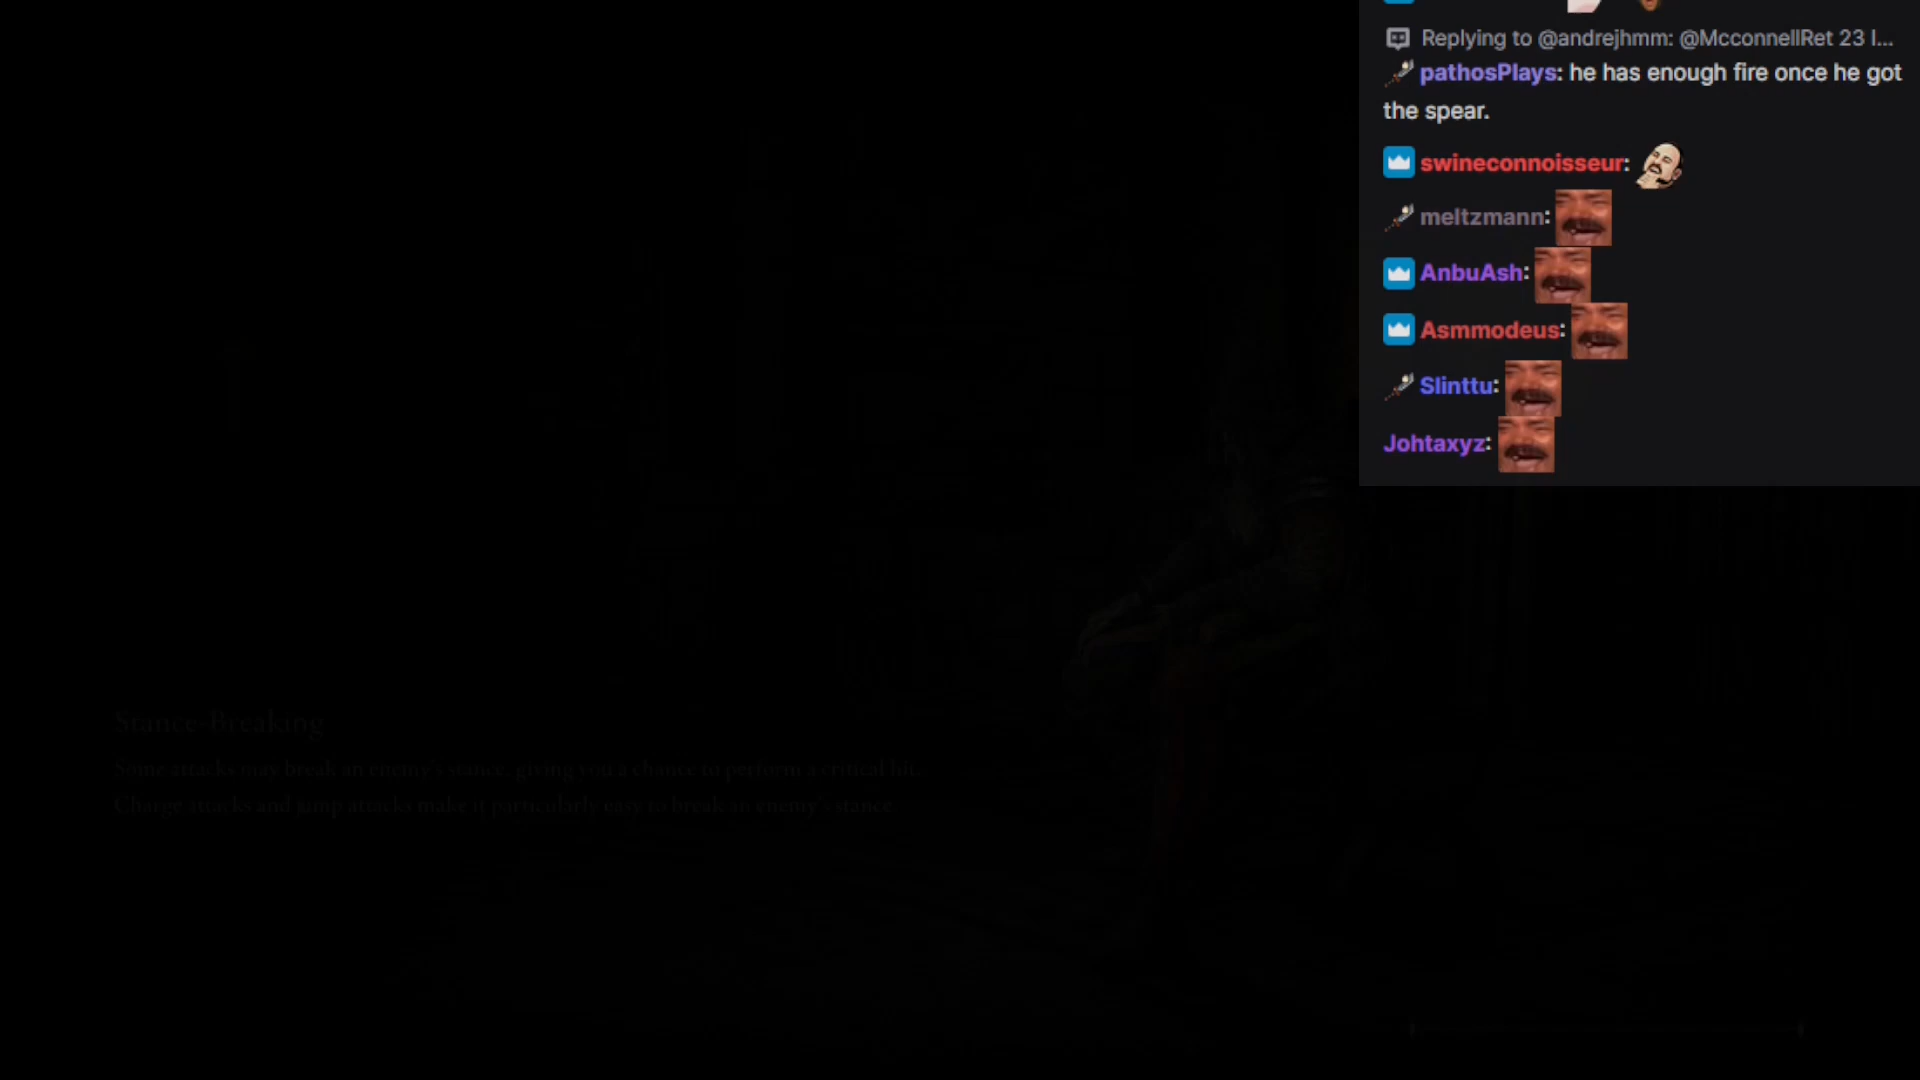 Replying to @andrejhmm: @McconnellRet 23 I...
pathosPlays: he has enough fire once he got
the spear.
swineconnoisseur:
meltzmann:
AnbuAsh:
Asmmodeus:
Slinttu:
Johtaxyz:
Stance-Breaking
Some attacks may break an enemy's stance, giving you a chance to perform a critical hit.
Charge attacks and jump attacks make it particularly easy to break an enemy's stance.